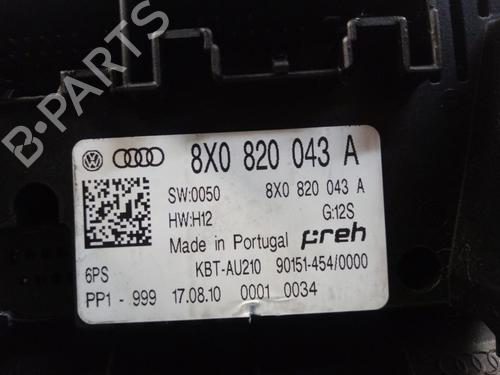 8X0 820 043 A
SW:0050 8X0 820 043 A
HW:H12 G:12S
Made in Portugal preh
KBT-AU210 90151-454/0000
6PS
PP1 - 999 17.08.10 0001 0034
B-PARTS